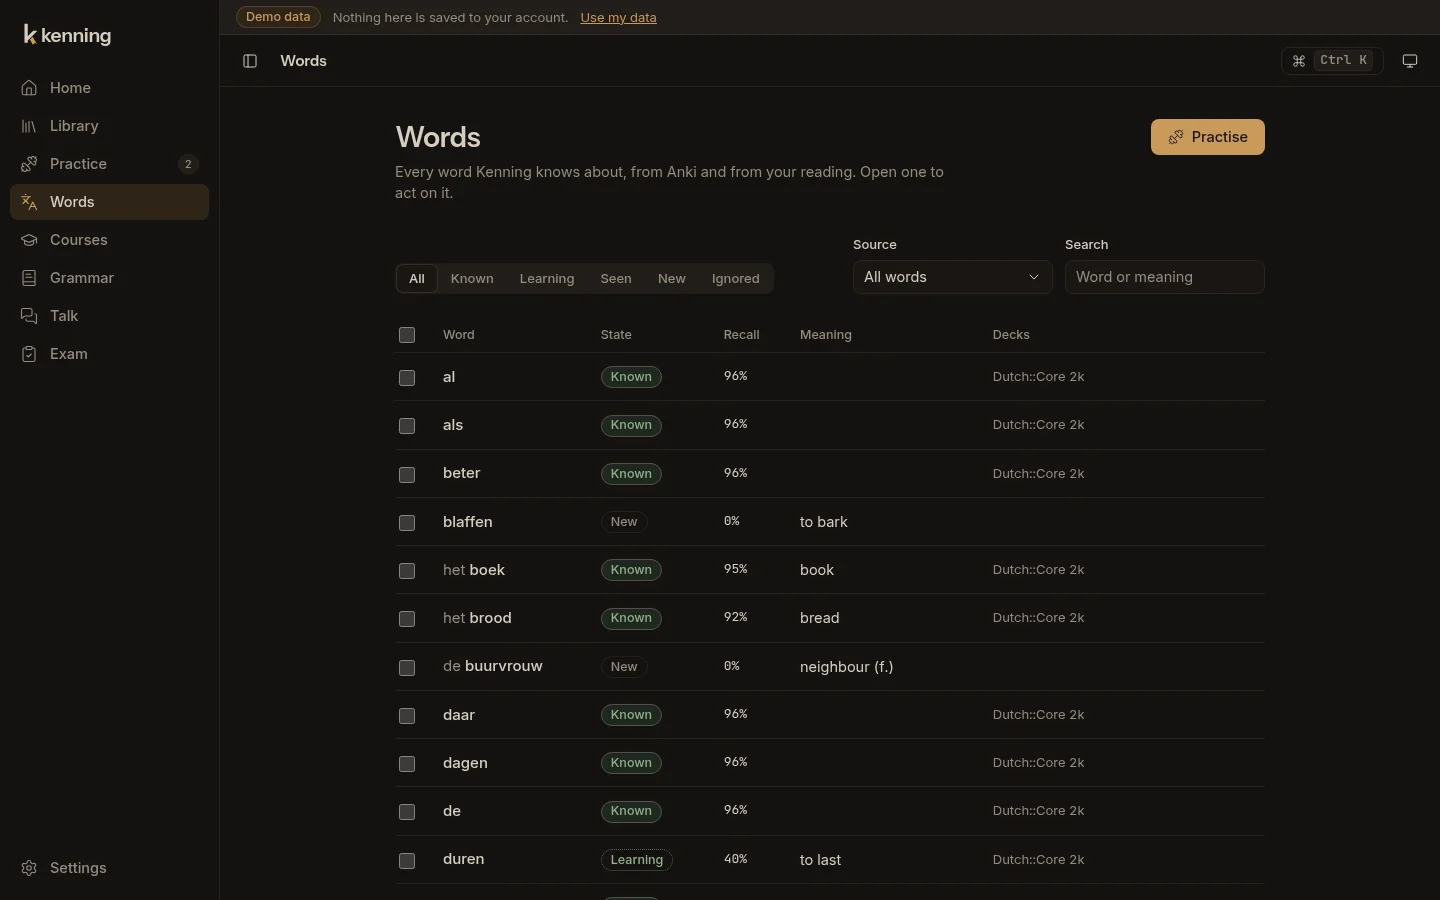 kenning
Home
Library
Practice 2
Words
Courses
Grammar
Talk
Exam
Settings
Demo data Nothing here is saved to your account. Use my data
Words
⌘ Ctrl K
Words
Practise
Every word Kenning knows about, from Anki and from your reading. Open one to
act on it.
Source Search
All Known Learning Seen New Ignored All words Word or meaning
Word State Recall Meaning Decks
al Known 96% Dutch::Core 2k
als Known 96% Dutch::Core 2k
beter Known 96% Dutch::Core 2k
blaffen New 0% to bark
het boek Known 95% book Dutch::Core 2k
het brood Known 92% bread Dutch::Core 2k
de buurvrouw New 0% neighbour (f.)
daar Known 96% Dutch::Core 2k
dagen Known 96% Dutch::Core 2k
de Known 96% Dutch::Core 2k
duren Learning 40% to last Dutch::Core 2k